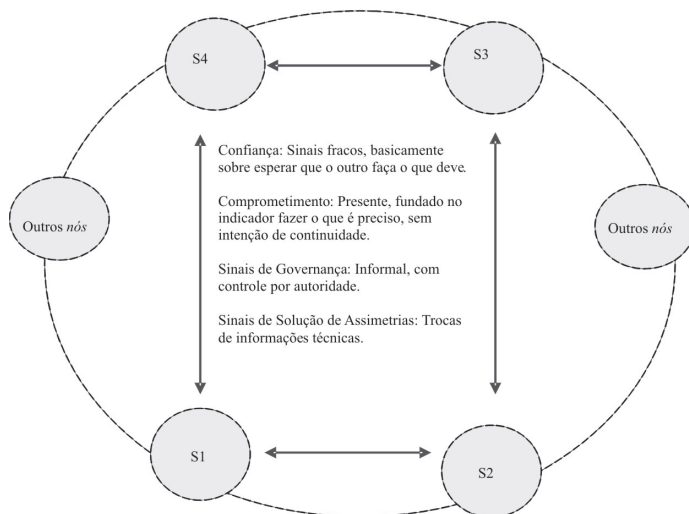 S4
S3
Confiança: Sinais fracos, basicamente
sobre esperar que o outro faça o que deve.
Comprometimento: Presente, fundado no
indicador fazer o que é preciso, sem
intenção de continuidade.
Sinais de Governança: Informal, com
controle por autoridade.
Sinais de Solução de Assimetrias: Trocas
de informações técnicas.
Outros nós
Outros nós
S1
S2